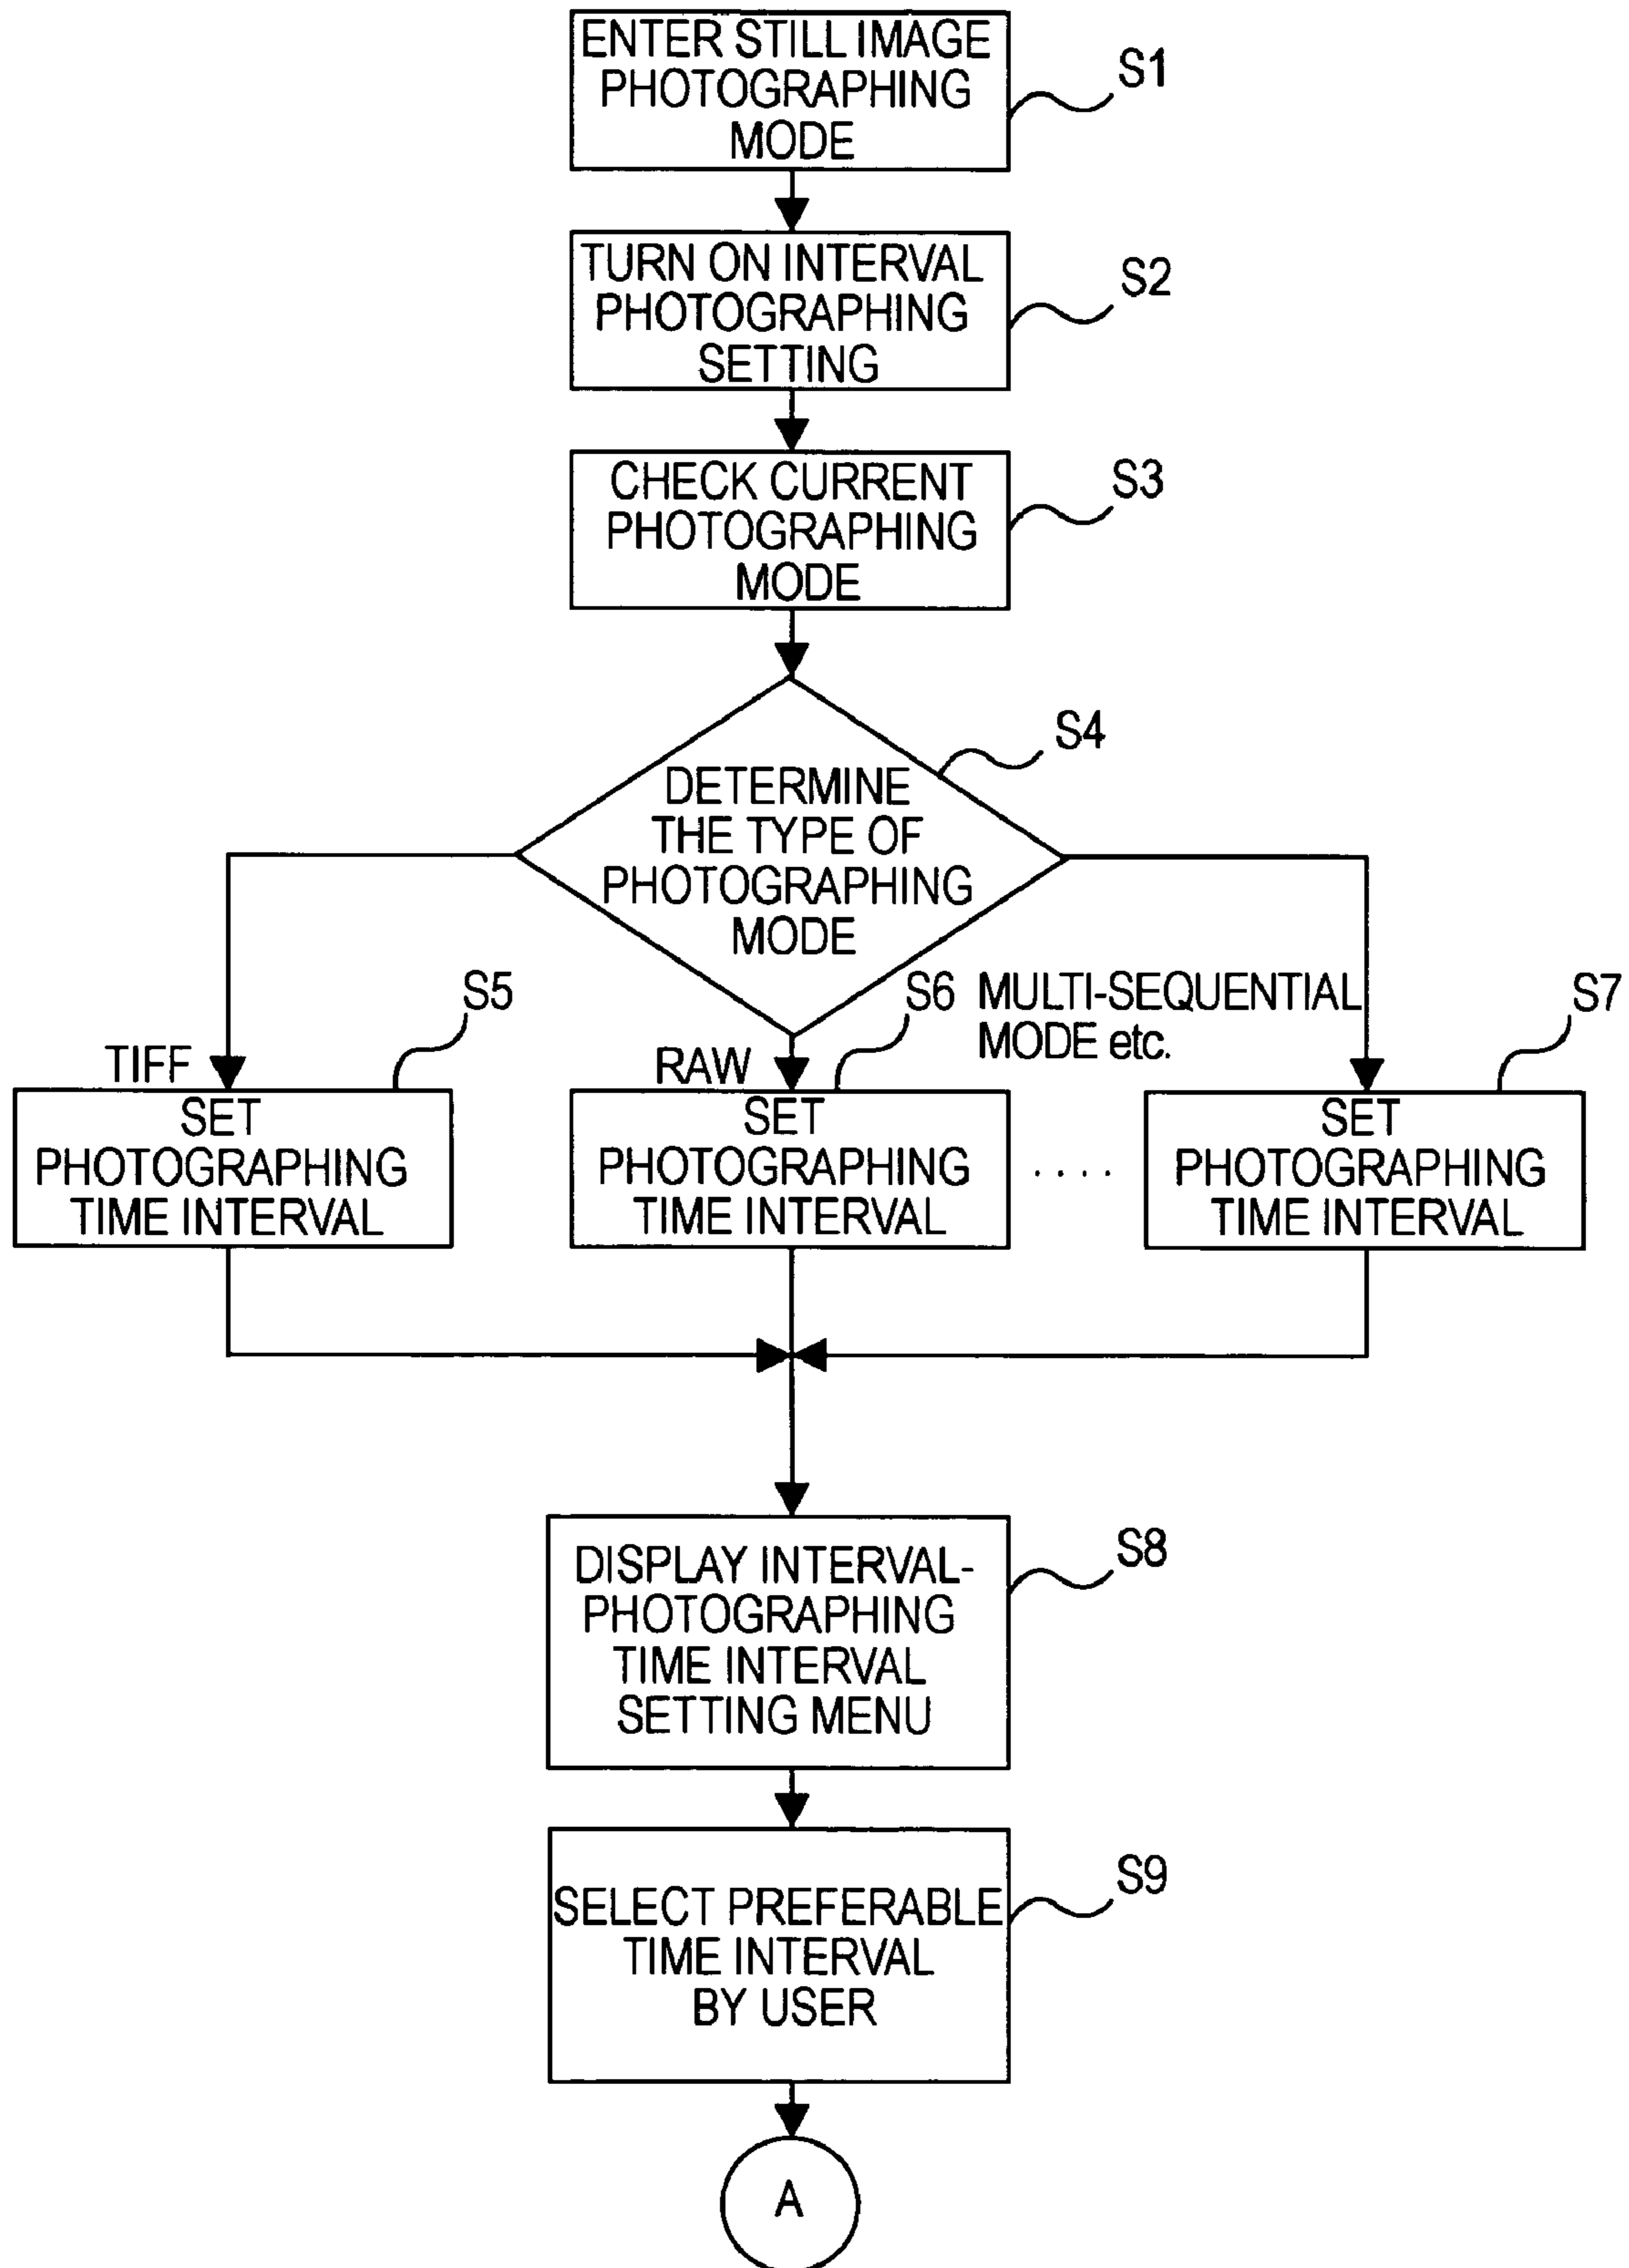 ENTER STILL IMAGE
PHOTOGRAPHING
MODE
S1
TURN ON INTERVAL
PHOTOGRAPHING
SETTING
S2
CHECK CURRENT
PHOTOGRAPHING
MODE
S3
DETERMINE
THE TYPE OF
PHOTOGRAPHING
MODE
S4
TIFF
S5
SET
PHOTOGRAPHING
TIME INTERVAL
RAW
S6
SET
PHOTOGRAPHING
TIME INTERVAL
....
MULTI-SEQUENTIAL
MODE etc.
S7
SET
PHOTOGRAPHING
TIME INTERVAL
DISPLAY INTERVAL-
PHOTOGRAPHING
TIME INTERVAL
SETTING MENU
S8
SELECT PREFERABLE
TIME INTERVAL
BY USER
S9
A